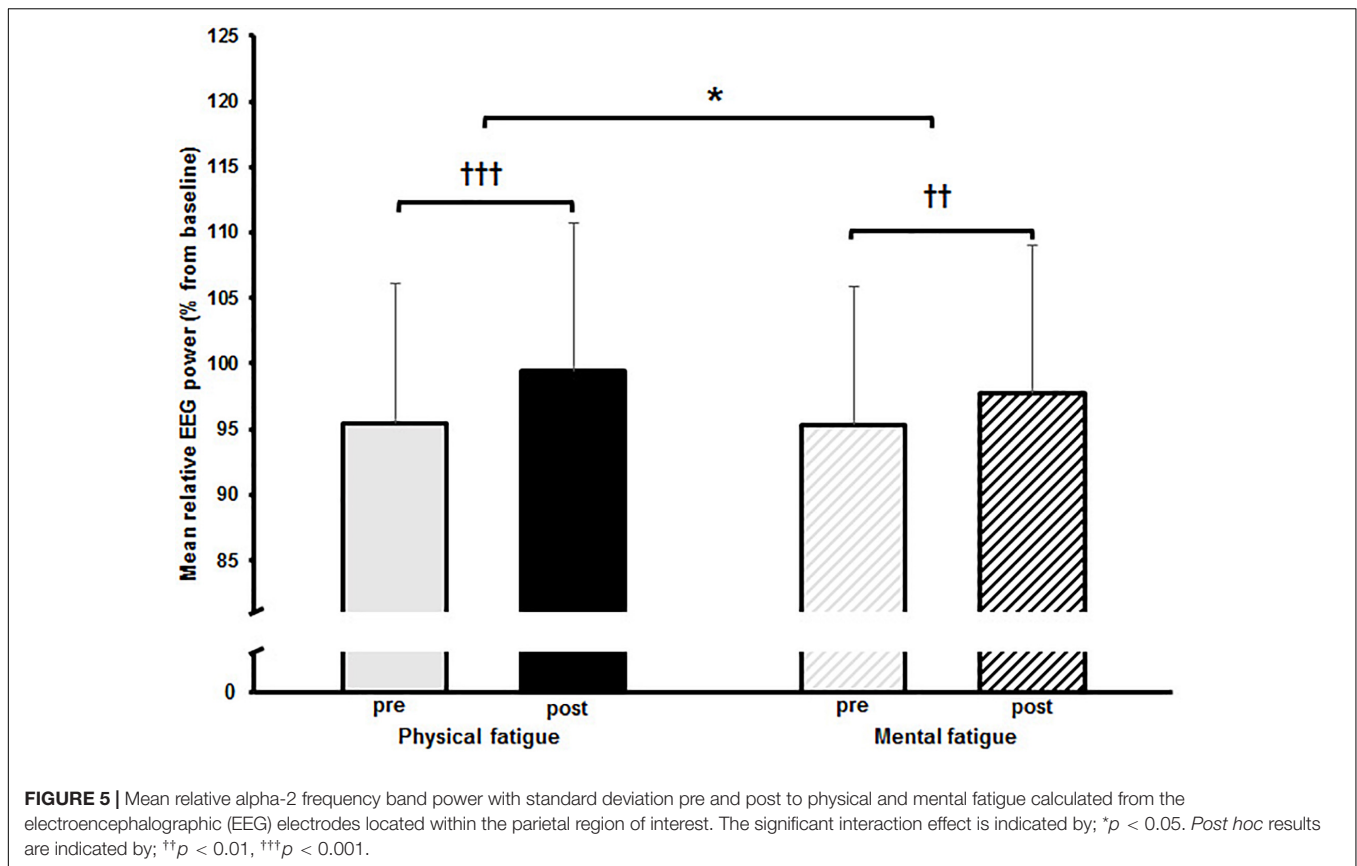 125
120
115
110
105
100
95
90
85
0
Mean relative EEG power (% from baseline)
*
†††
††
pre
post
pre
post
Physical fatigue
Mental fatigue
FIGURE 5 | Mean relative alpha-2 frequency band power with standard deviation pre and post to physical and mental fatigue calculated from the
electroencephalographic (EEG) electrodes located within the parietal region of interest. The significant interaction effect is indicated by; *p < 0.05. Post hoc results
are indicated by; ††p < 0.01, †††p < 0.001.